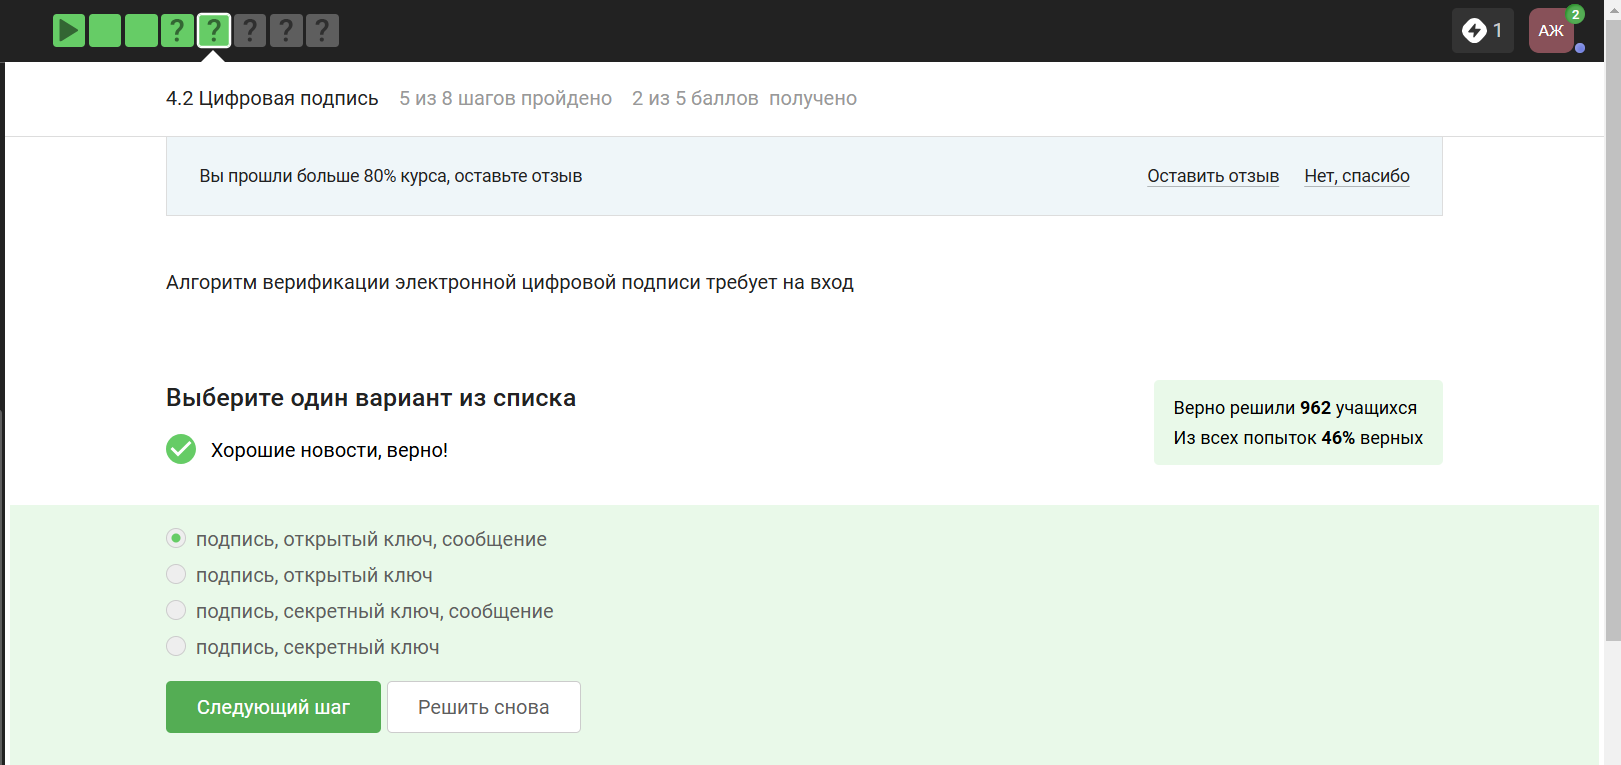 ? ? ? ? ?
1
АЖ
2
4.2 Цифровая подпись 5 из 8 шагов пройдено 2 из 5 баллов получено
Вы прошли больше 80% курса, оставьте отзыв Оставить отзыв Нет, спасибо
Алгоритм верификации электронной цифровой подписи требует на вход
Выберите один вариант из списка
Хорошие новости, верно!
Верно решили 962 учащихся
Из всех попыток 46% верных
подпись, открытый ключ, сообщение
подпись, открытый ключ
подпись, секретный ключ, сообщение
подпись, секретный ключ
Следующий шаг Решить снова